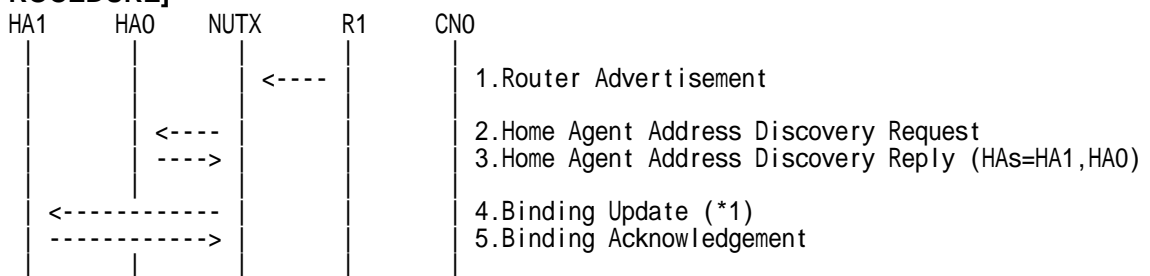 ROCEDURE]
HA1 HA0 NUTX R1 CN0
| | | <---- | | 1.Router Advertisement
| <---- | | | 2.Home Agent Address Discovery Request
| ----> | | | 3.Home Agent Address Discovery Reply (HAs=HA1,HA0)
| <------------ | | | 4.Binding Update (*1)
| -------------> | | | 5.Binding Acknowledgement